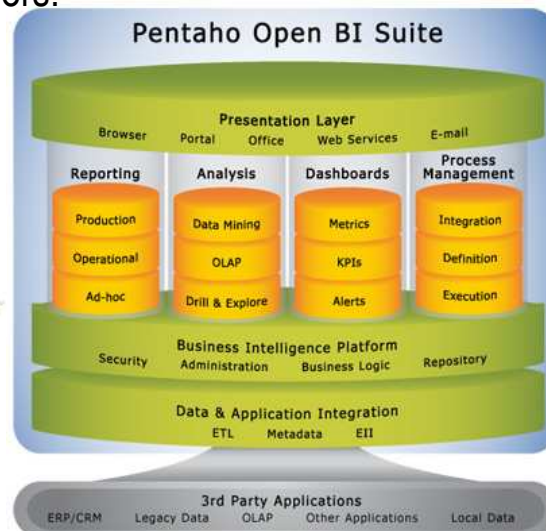 Pentaho Open BI Suite
Presentation Layer
Browser Portal Office Web Services E-mail
Reporting Analysis Dashboards Process Management
Production Data Mining Metrics Integration
Operational OLAP KPIs Definition
Ad-hoc Drill & Explore Alerts Execution
Business Intelligence Platform
Security Administration Business Logic Repository
Data & Application Integration
ETL Metadata EII
3rd Party Applications
ERP/CRM Legacy Data OLAP Other Applications Local Data